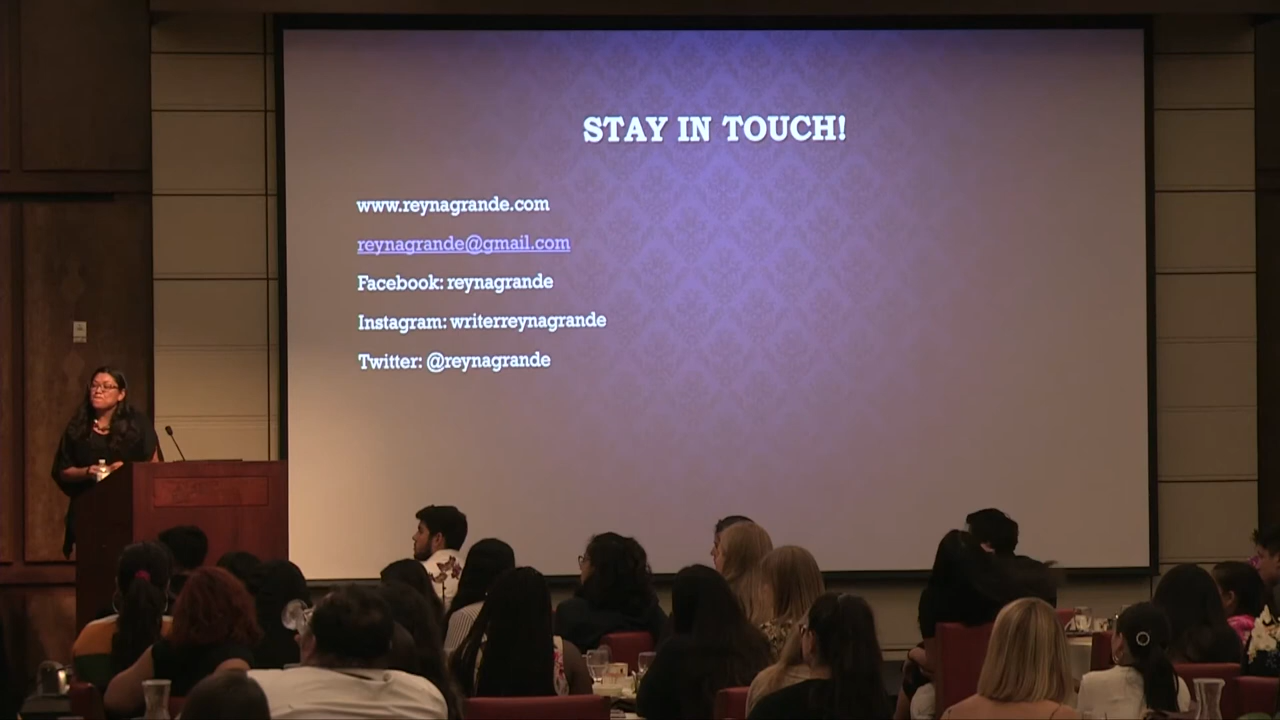 STAY IN TOUCH!
www.reynagrande.com
reynagrande@gmail.com
Facebook: reynagrande
Instagram: writerreynagrande
Twitter: @reynagrande